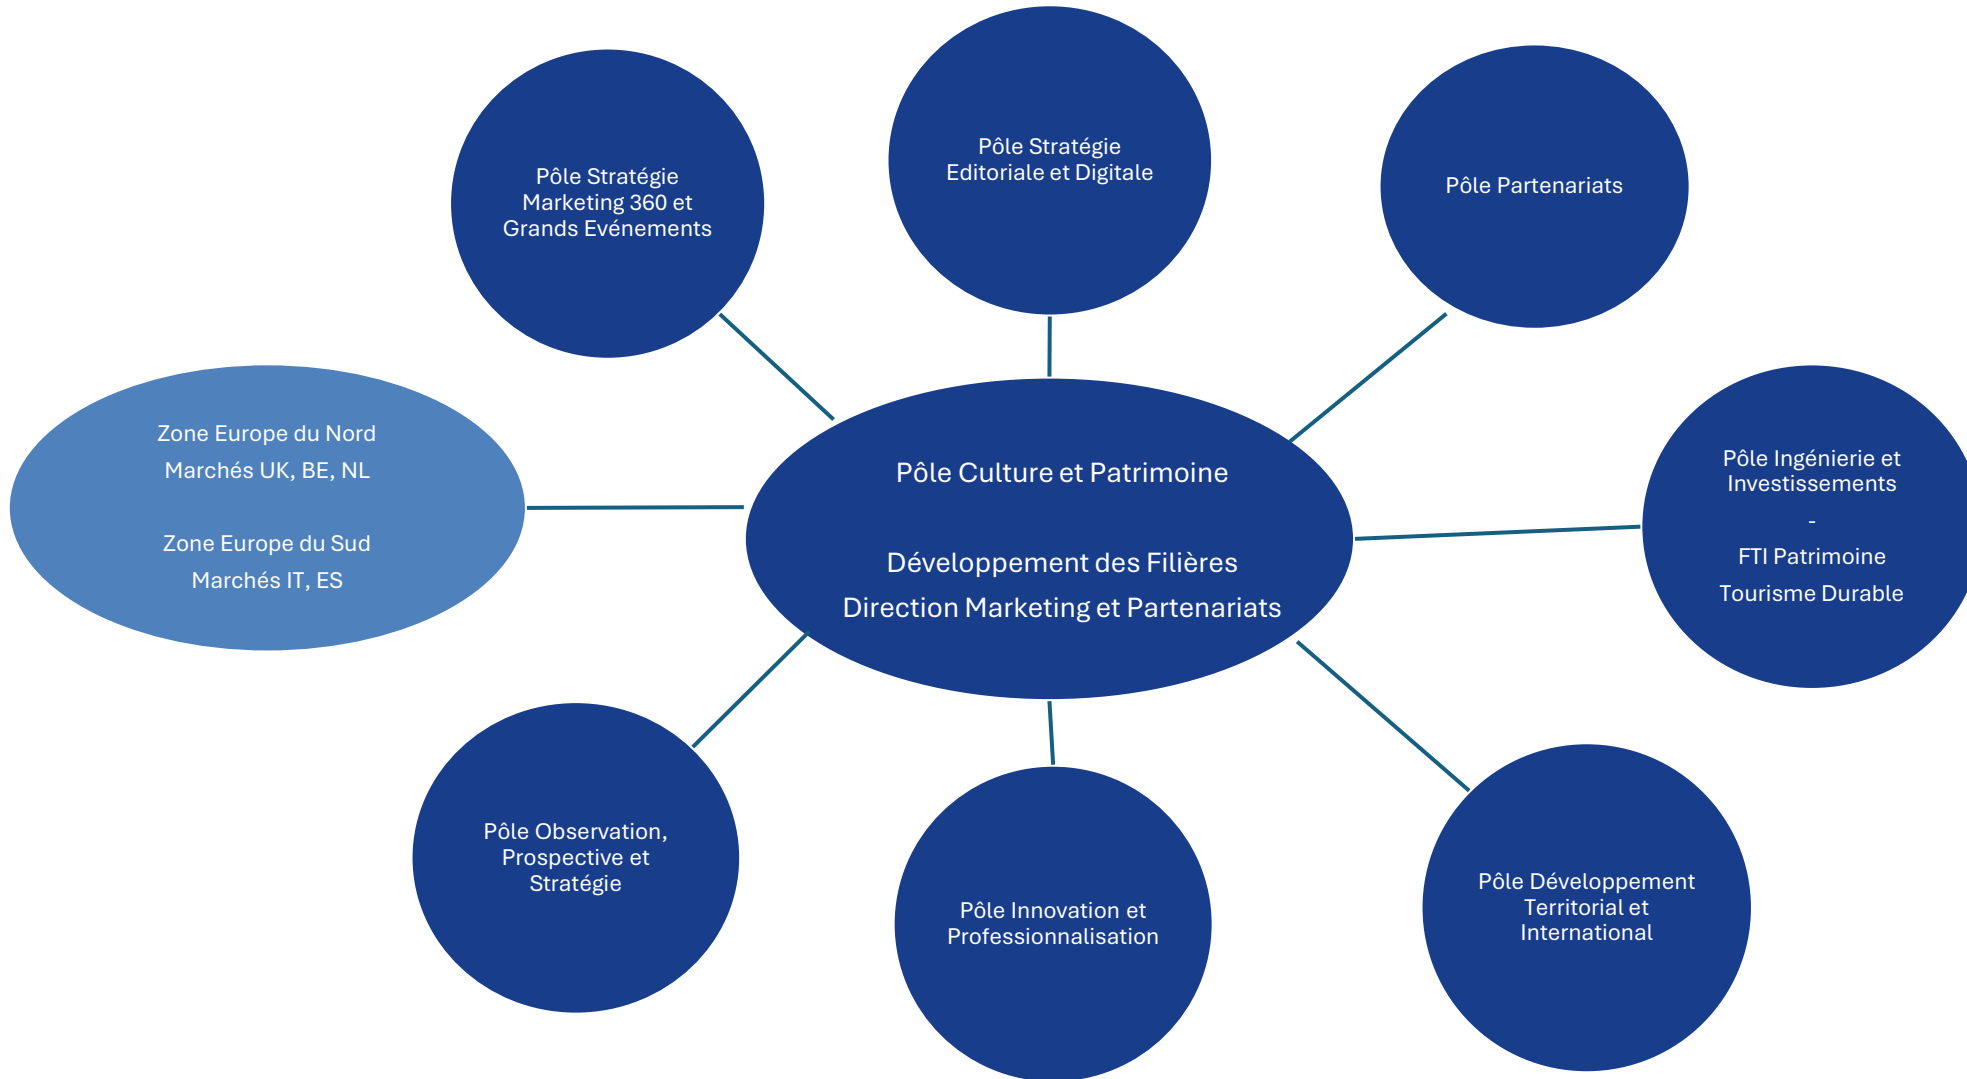 Pôle Stratégie
Marketing 360 et
Grands Evénements
Pôle Stratégie
Editoriale et Digitale
Pôle Partenariats
Zone Europe du Nord
Marchés UK, BE, NL
Zone Europe du Sud
Marchés IT, ES
Pôle Culture et Patrimoine
Développement des Filières
Direction Marketing et Partenariats
Pôle Ingénierie et
Investissements
-
FTI Patrimoine
Tourisme Durable
Pôle Observation,
Prospective et
Stratégie
Pôle Innovation et
Professionnalisation
Pôle Développement
Territorial et
International